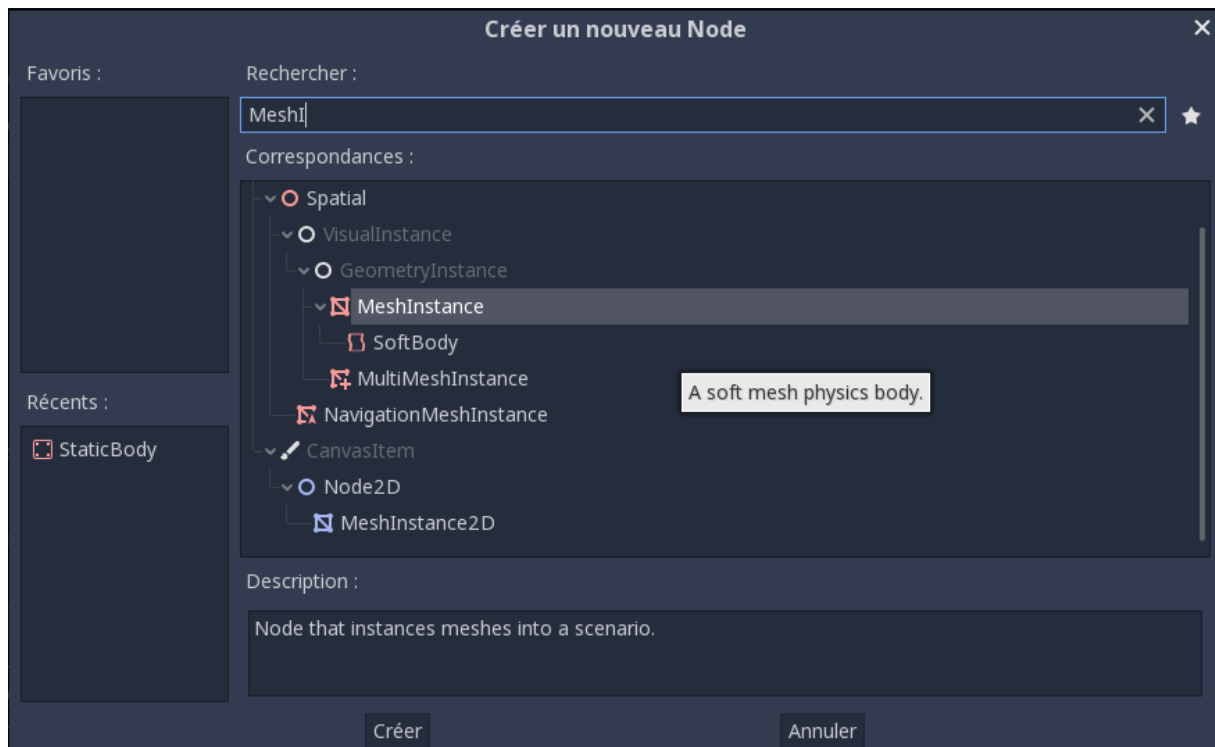 Créer un nouveau Node
Favoris :
Rechercher :
MeshI
Correspondances :
Spatial
VisualInstance
GeometryInstance
MeshInstance
SoftBody
MultiMeshInstance
A soft mesh physics body.
NavigationMeshInstance
Récents :
StaticBody
CanvasItem
Node2D
MeshInstance2D
Description :
Node that instances meshes into a scenario.
Créer
Annuler